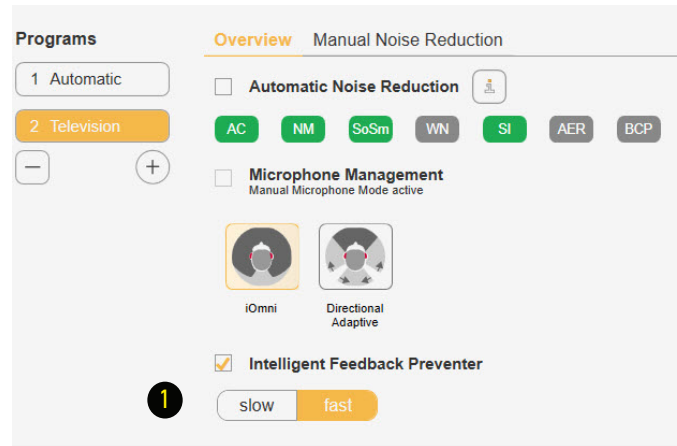 Programs
Overview Manual Noise Reduction
1 Automatic
Automatic Noise Reduction i
2 Television
AC NM SoSm WN SI AER BCP
− +
Microphone Management
Manual Microphone Mode active
iOmni Directional
Adaptive
Intelligent Feedback Preventer
1 slow fast